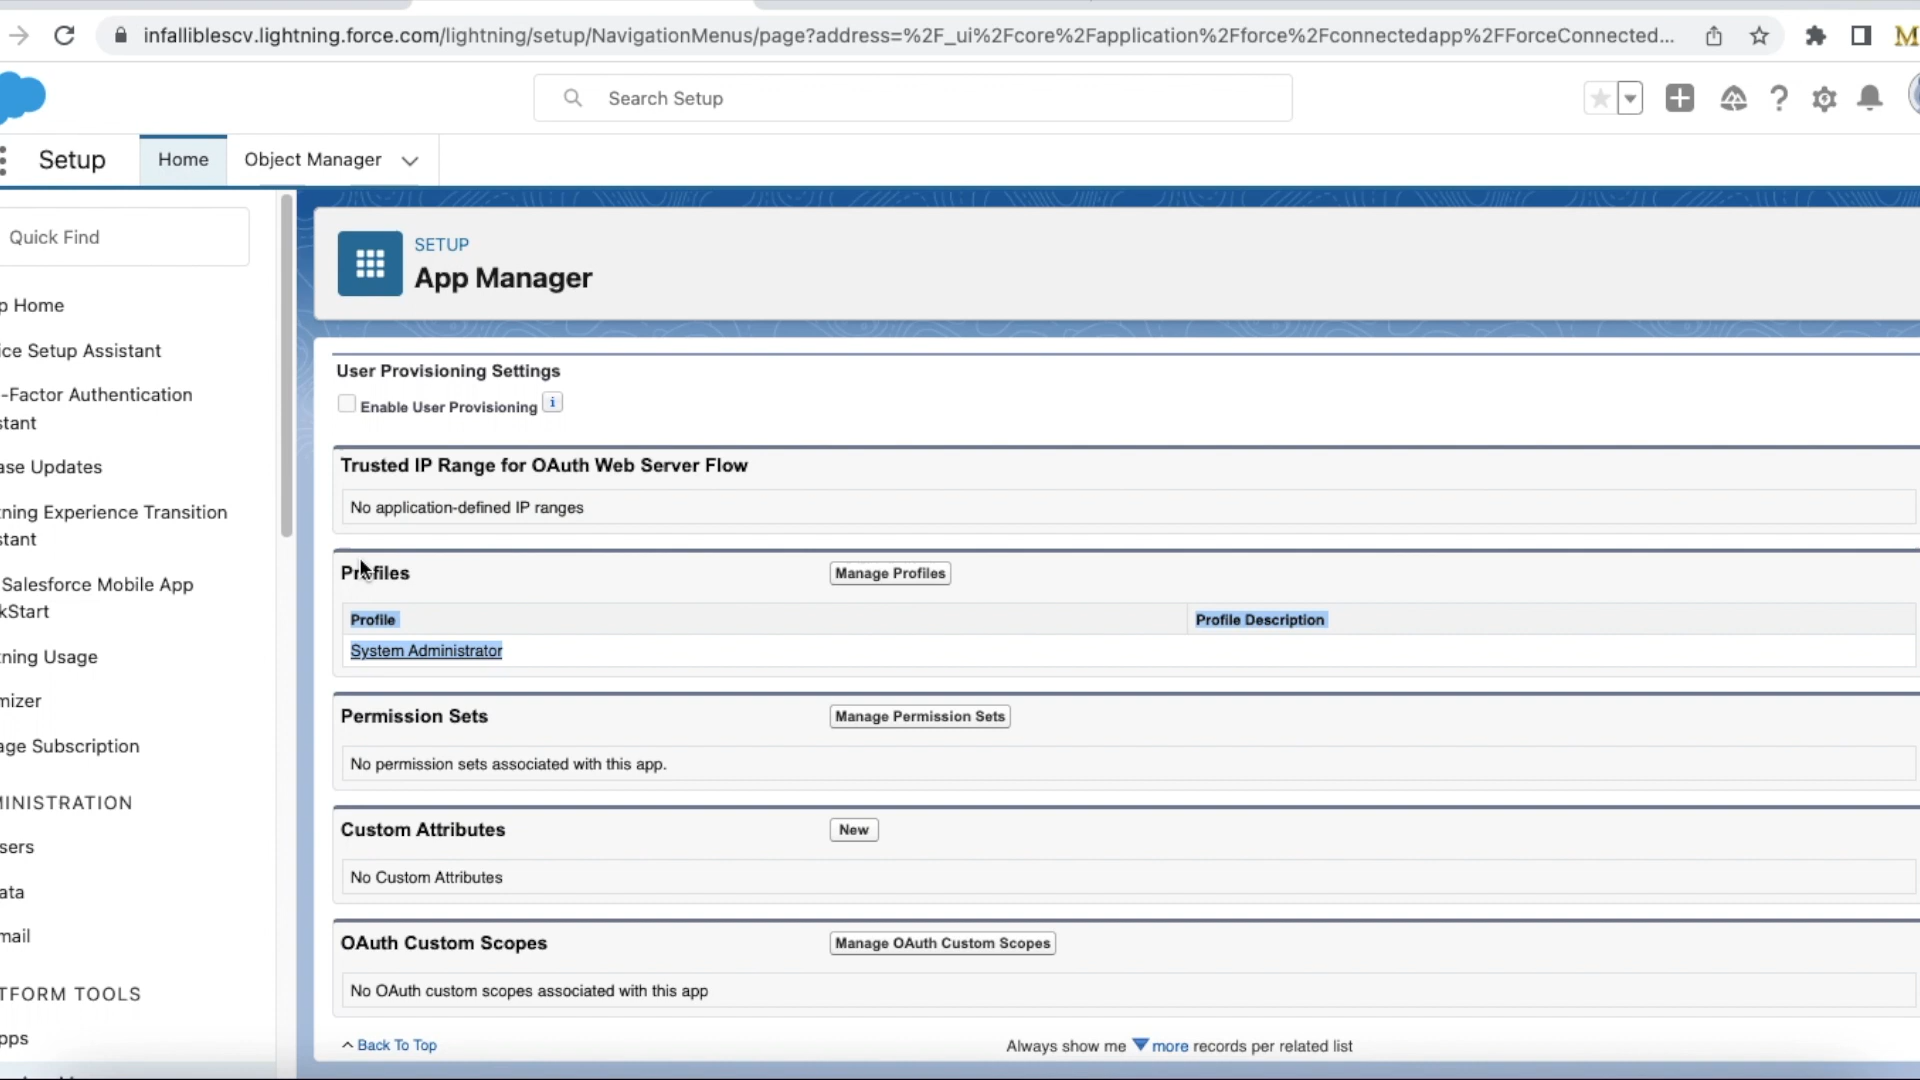 infalliblescv.lightning.force.com/lightning/setup/NavigationMenus/page?address=%2F_ui%2Fcore%2Fapplication%2Fforce%2Fconnectedapp%2FForceConnected...
M
Search Setup
Setup
Home
Object Manager
Quick Find
SETUP
App Manager
p Home
ice Setup Assistant
-Factor Authentication
stant
ase Updates
tning Experience Transition
stant
Salesforce Mobile App
kStart
tning Usage
mizer
age Subscription
MINISTRATION
sers
ata
mail
TFORM TOOLS
pps
User Provisioning Settings
Enable User Provisioning i
Trusted IP Range for OAuth Web Server Flow
No application-defined IP ranges
Profiles Manage Profiles
Profile Profile Description
System Administrator
Permission Sets Manage Permission Sets
No permission sets associated with this app.
Custom Attributes New
No Custom Attributes
OAuth Custom Scopes Manage OAuth Custom Scopes
No OAuth custom scopes associated with this app
^ Back To Top
Always show me ▼ more records per related list